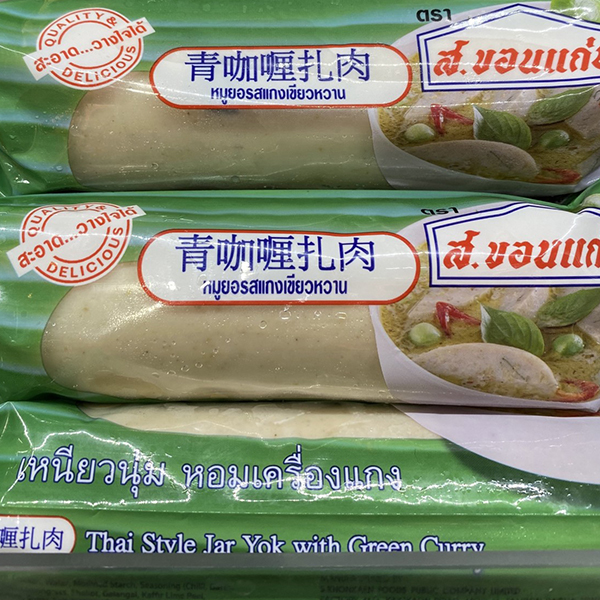 QUALITY &
สะอาด...วางใจได้
DELICIOUS
青咖喱扎肉
หมูยอรสแกงเขียวหวาน
ตรา
ส.ขอนแก่น
QUALITY &
สะอาด...วางใจได้
DELICIOUS
青咖喱扎肉
หมูยอรสแกงเขียวหวาน
ตรา
ส.ขอนแก
เหนียวนุ่ม หอมเครื่องแกง
喱扎肉 Thai Style Jar Yok with Green Curry